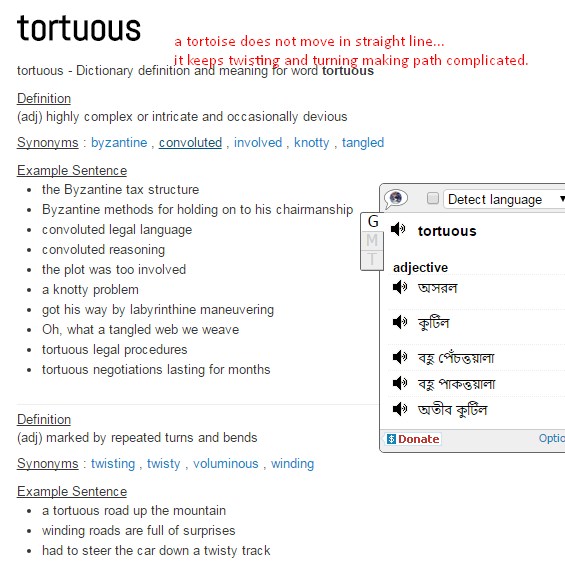 tortuous
a tortoise does not move in straight line...
it keeps twisting and turning making path complicated.
tortuous - Dictionary definition and meaning for word tortuous
Definition
(adj) highly complex or intricate and occasionally devious
Synonyms : byzantine , convoluted , involved , knotty , tangled
Example Sentence
the Byzantine tax structure
Byzantine methods for holding on to his chairmanship
convoluted legal language
convoluted reasoning
the plot was too involved
a knotty problem
got his way by labyrinthine maneuvering
Oh, what a tangled web we weave
tortuous legal procedures
tortuous negotiations lasting for months
Detect language
G
M
T
tortuous
adjective
অসরল
কুটিল
বহু পেঁচত্তয়ালা
বহু পাকত্তয়ালা
অতীব কুটিল
$ Donate
Optio
Definition
(adj) marked by repeated turns and bends
Synonyms : twisting , twisty , voluminous , winding
Example Sentence
a tortuous road up the mountain
winding roads are full of surprises
had to steer the car down a twisty track